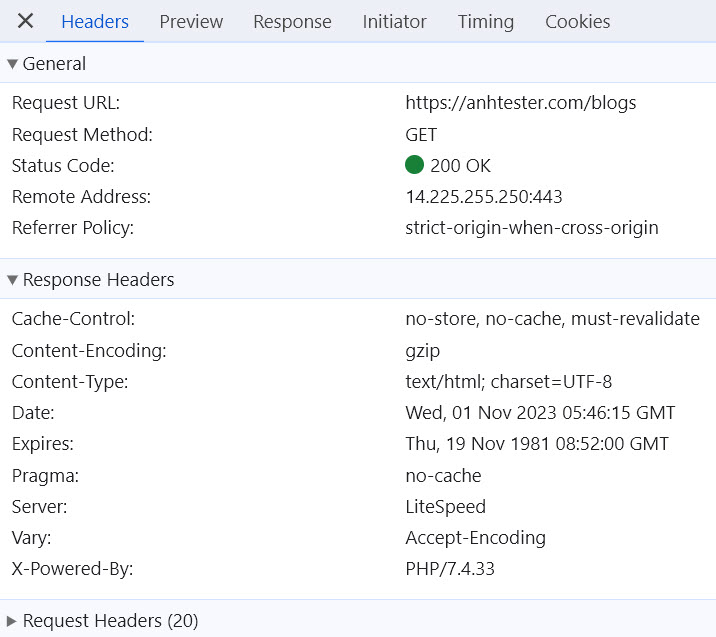 Headers Preview Response Initiator Timing Cookies
General
Request URL: https://anhtester.com/blogs
Request Method: GET
Status Code: 200 OK
Remote Address: 14.225.255.250:443
Referrer Policy: strict-origin-when-cross-origin
Response Headers
Cache-Control: no-store, no-cache, must-revalidate
Content-Encoding: gzip
Content-Type: text/html; charset=UTF-8
Date: Wed, 01 Nov 2023 05:46:15 GMT
Expires: Thu, 19 Nov 1981 08:52:00 GMT
Pragma: no-cache
Server: LiteSpeed
Vary: Accept-Encoding
X-Powered-By: PHP/7.4.33
Request Headers (20)